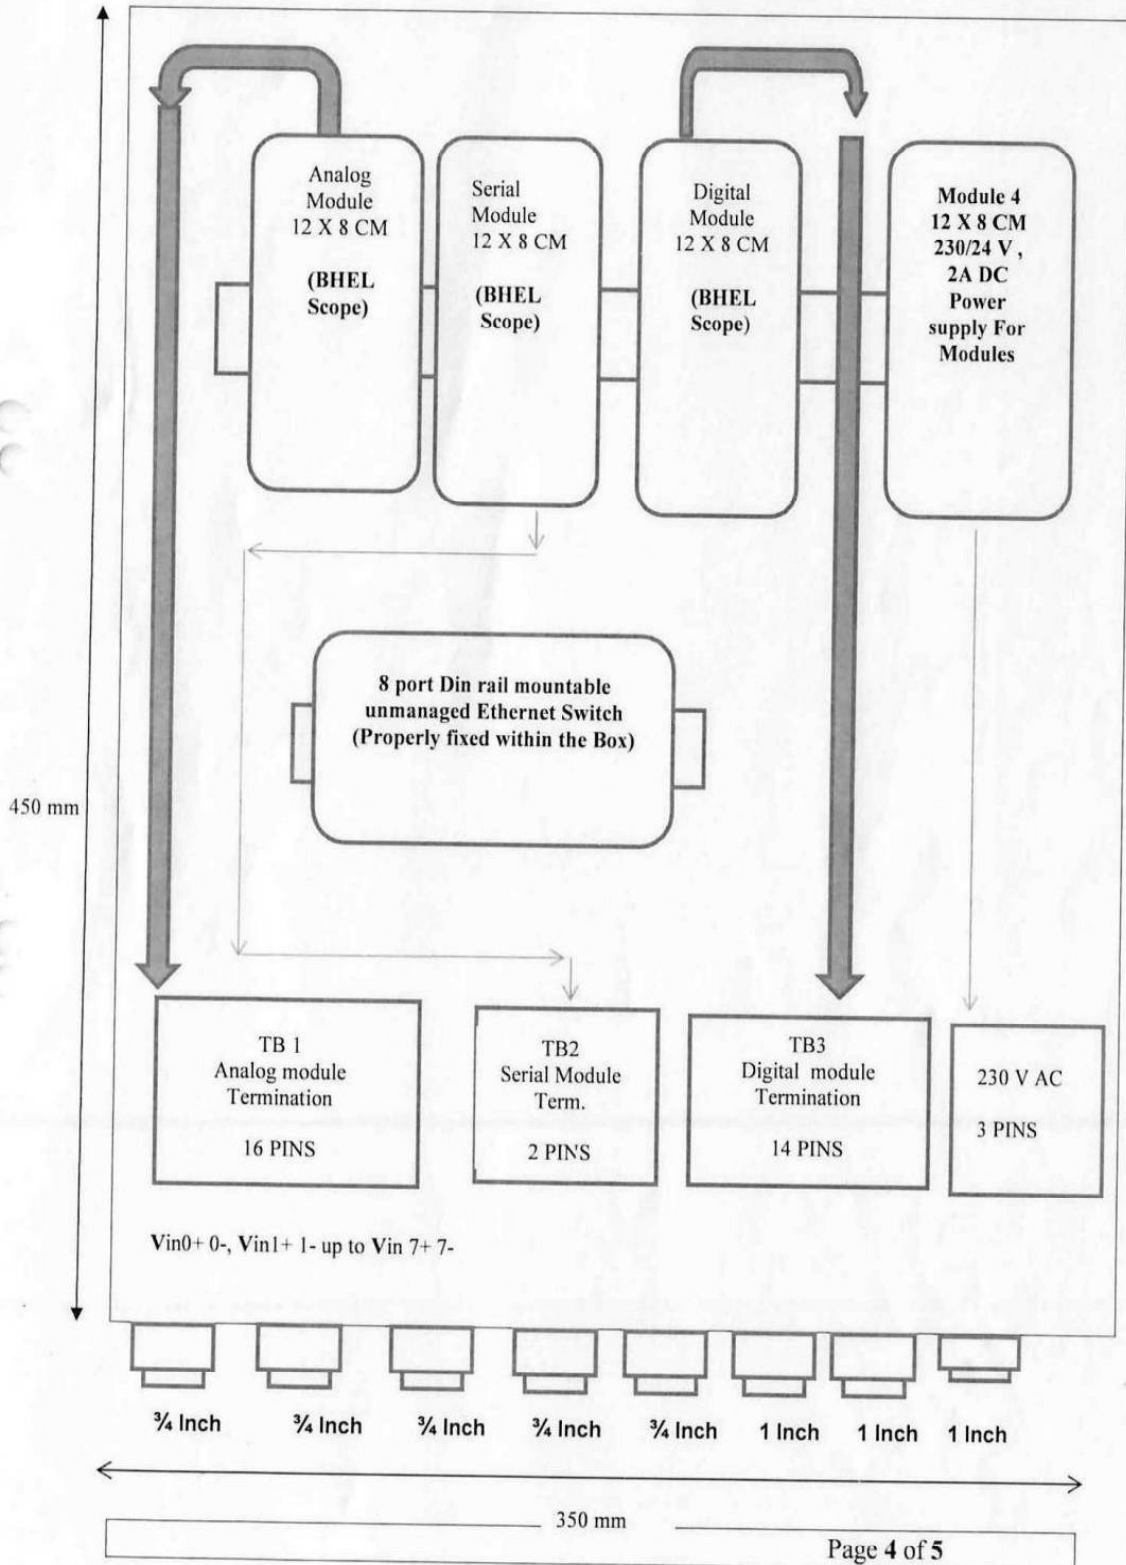 Analog
Module
12 X 8 CM
(BHEL
Scope)
Serial
Module
12 X 8 CM
(BHEL
Scope)
Digital
Module
12 X 8 CM
(BHEL
Scope)
Module 4
12 X 8 CM
230/24 V ,
2A DC
Power
supply For
Modules
8 port Din rail mountable
unmanaged Ethernet Switch
(Properly fixed within the Box)
450 mm
TB 1
Analog module
Termination
16 PINS
TB2
Serial Module
Term.
2 PINS
TB3
Digital module
Termination
14 PINS
230 V AC
3 PINS
Vin0+ 0-, Vin1+ 1- up to Vin 7+ 7-
¾ Inch
¾ Inch
¾ Inch
¾ Inch
¾ Inch
1 Inch
1 Inch
1 Inch
350 mm
Page 4 of 5